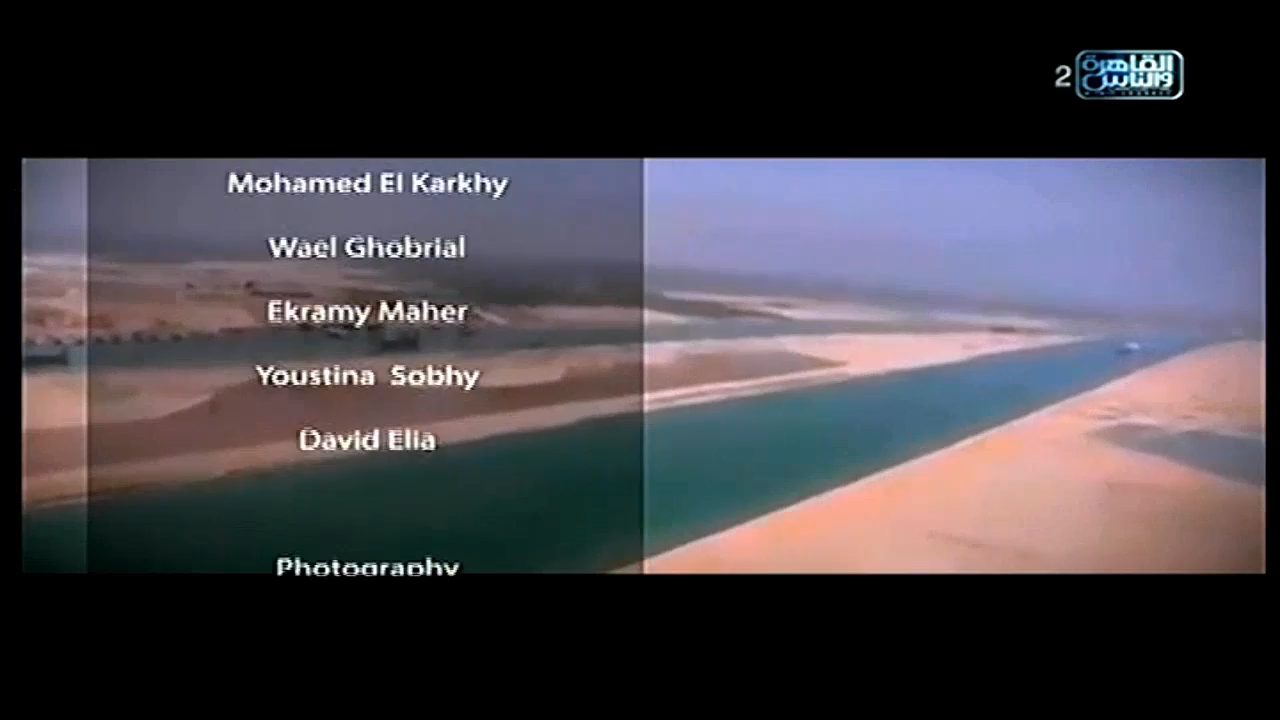 2 القاهرة
والناس
Mohamed El Karkhy
Wael Ghobrial
Ekramy Maher
Youstina Sobhy
David Elia
Photography